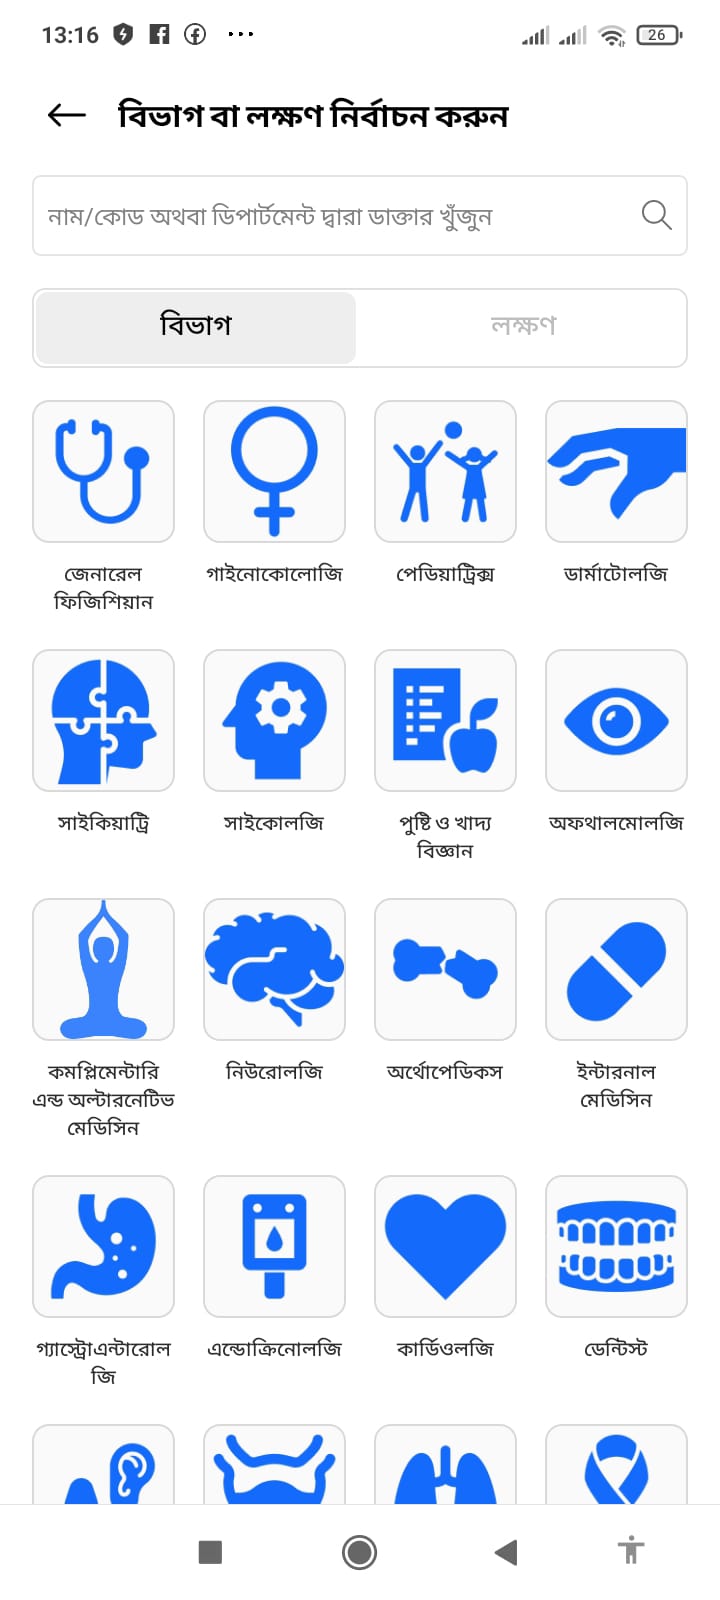 13:16
26
বিভাগ বা লক্ষণ নির্বাচন করুন
নাম/কোড অথবা ডিপার্টমেন্ট দ্বারা ডাক্তার খুঁজুন
বিভাগ
লক্ষণ
জেনারেল
ফিজিশিয়ান
গাইনোকোলোজি
পেডিয়াট্রিক্স
ডার্মাটোলজি
সাইকিয়াট্রি
সাইকোলজি
পুষ্টি ও খাদ্য
বিজ্ঞান
অফথালমোলজি
কমপ্লিমেন্টারি
এন্ড অল্টারনেটিভ
মেডিসিন
নিউরোলজি
অর্থোপেডিকস
ইন্টারনাল
মেডিসিন
গ্যাস্ট্রোএন্টারোল
জি
এন্ডোক্রিনোলজি
কার্ডিওলজি
ডেন্টিস্ট